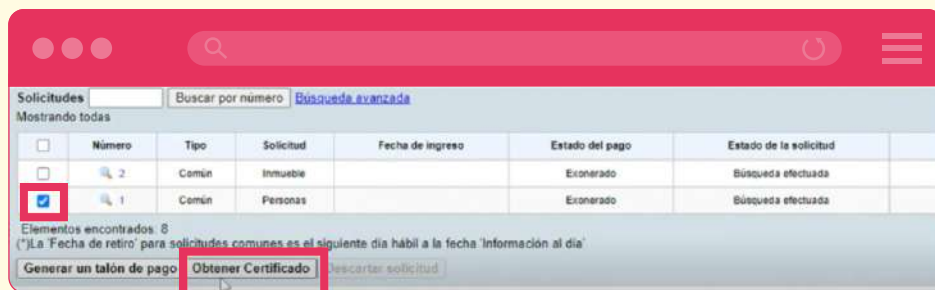 Solicitudes Buscar por número Búsqueda avanzada
Mostrando todas
Número Tipo Solicitud Fecha de ingreso Estado del pago Estado de la solicitud
2 Común Inmueble Exonerado Búsqueda efectuada
1 Común Personas Exonerado Búsqueda efectuada
Elementos encontrados: 8
(*)La 'Fecha de retiro' para solicitudes comunes es el siguiente día hábil a la fecha 'Información al día'
Generar un talón de pago Obtener Certificado Descartar solicitud